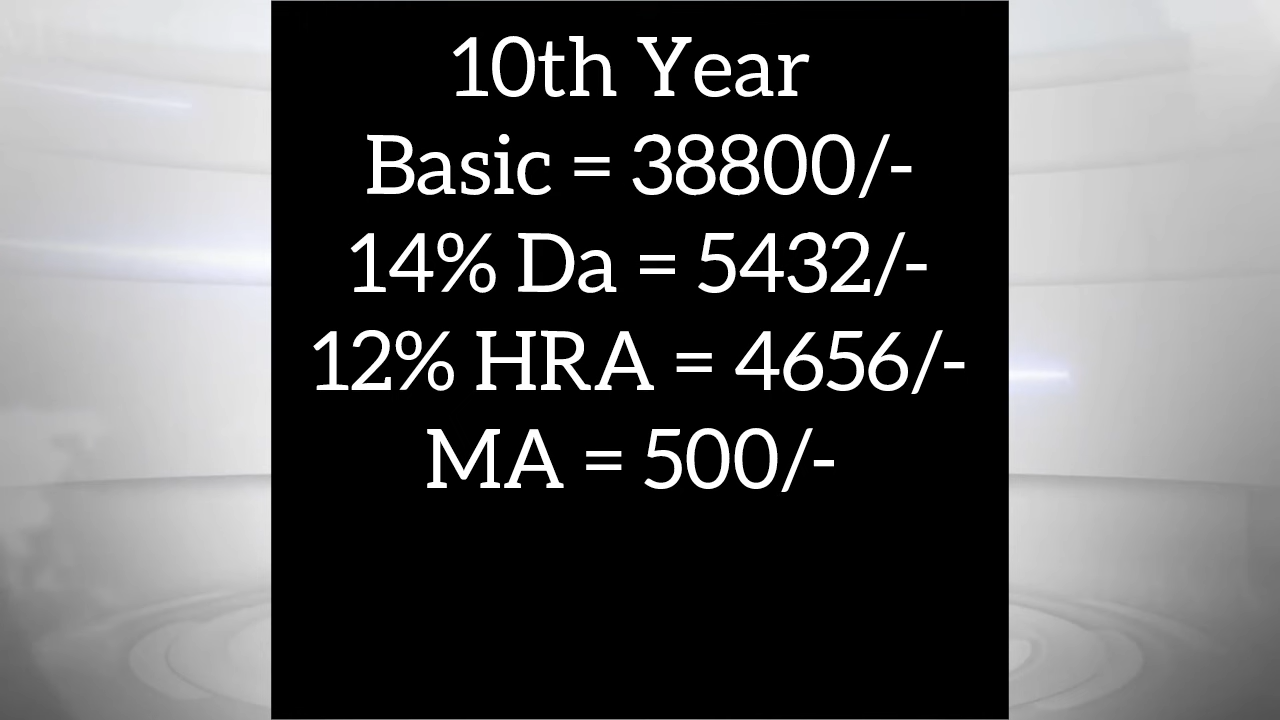 10th Year
Basic = 38800/-
14% Da = 5432/-
12% HRA = 4656/-
MA = 500/-